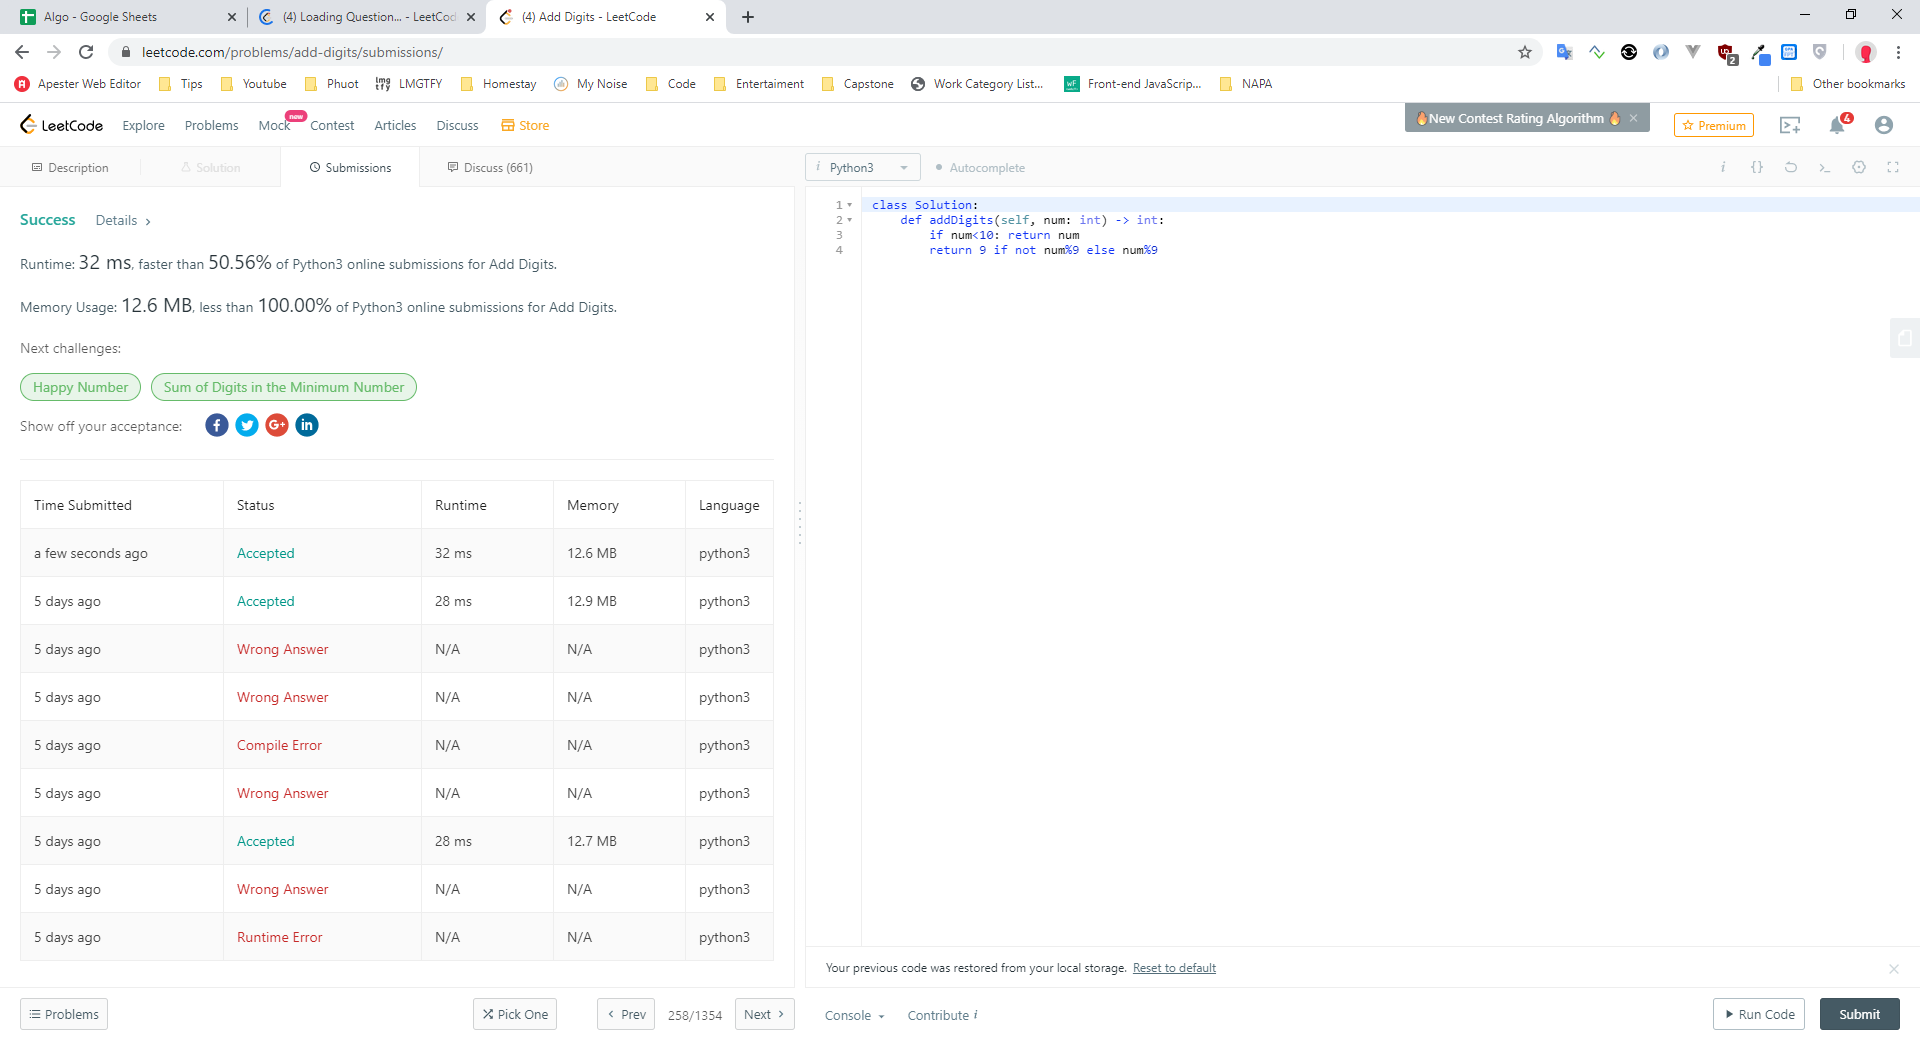 Algo - Google Sheets
(4) Loading Question... - LeetCod
(4) Add Digits - LeetCode
leetcode.com/problems/add-digits/submissions/
2
Apester Web Editor
Tips
Youtube
Phuot
LMGTFY
Homestay
My Noise
Code
Entertaiment
Capstone
Work Category List...
Front-end JavaScrip...
NAPA
Other bookmarks
LeetCode
Explore
Problems
Mock
new
Contest
Articles
Discuss
Store
🔥New Contest Rating Algorithm 🔥
Premium
4
Description
Solution
Submissions
Discuss (661)
i Python3
Autocomplete
Success
Details
Runtime: 32 ms, faster than 50.56% of Python3 online submissions for Add Digits.
Memory Usage: 12.6 MB, less than 100.00% of Python3 online submissions for Add Digits.
Next challenges:
Happy Number
Sum of Digits in the Minimum Number
Show off your acceptance:
Time Submitted Status Runtime Memory Language
a few seconds ago Accepted 32 ms 12.6 MB python3
5 days ago Accepted 28 ms 12.9 MB python3
5 days ago Wrong Answer N/A N/A python3
5 days ago Wrong Answer N/A N/A python3
5 days ago Compile Error N/A N/A python3
5 days ago Wrong Answer N/A N/A python3
5 days ago Accepted 28 ms 12.7 MB python3
5 days ago Wrong Answer N/A N/A python3
5 days ago Runtime Error N/A N/A python3
1 class Solution:
2 def addDigits(self, num: int) -> int:
3 if num<10: return num
4 return 9 if not num%9 else num%9
Your previous code was restored from your local storage. Reset to default
Problems
Pick One
Prev
258/1354
Next
Console
Contribute i
Run Code
Submit